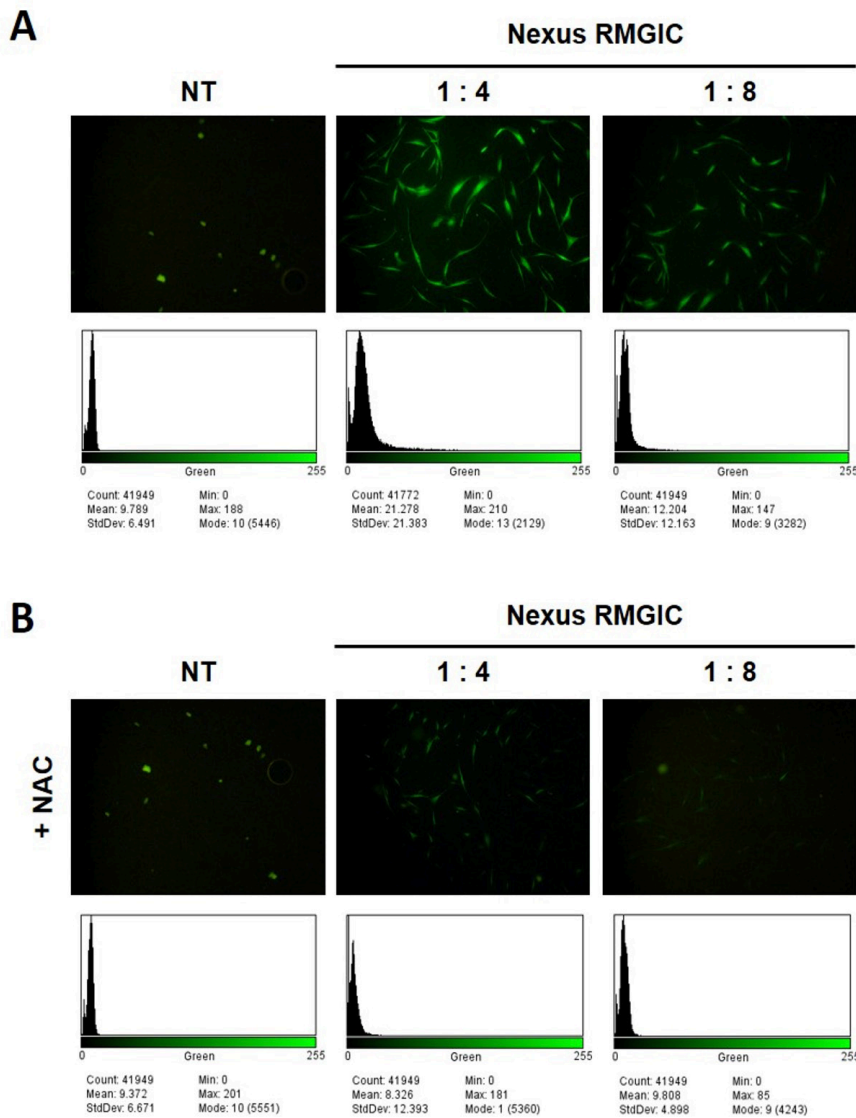 A
Nexus RMGIC
NT
1 : 4
1 : 8
0 Green 255
0 Green 255
0 Green 255
Count: 41949 Min: 0
Mean: 9.789 Max: 188
StdDev: 6.491 Mode: 10 (5446)
Count: 41772 Min: 0
Mean: 21.278 Max: 210
StdDev: 21.383 Mode: 13 (2129)
Count: 41949 Min: 0
Mean: 12.204 Max: 147
StdDev: 12.163 Mode: 9 (3282)
B
Nexus RMGIC
NT
1 : 4
1 : 8
+ NAC
0 Green 255
0 Green 255
0 Green 255
Count: 41949 Min: 0
Mean: 9.372 Max: 201
StdDev: 6.671 Mode: 10 (5551)
Count: 41949 Min: 0
Mean: 8.326 Max: 181
StdDev: 12.393 Mode: 1 (5360)
Count: 41949 Min: 0
Mean: 9.808 Max: 85
StdDev: 4.898 Mode: 9 (4243)